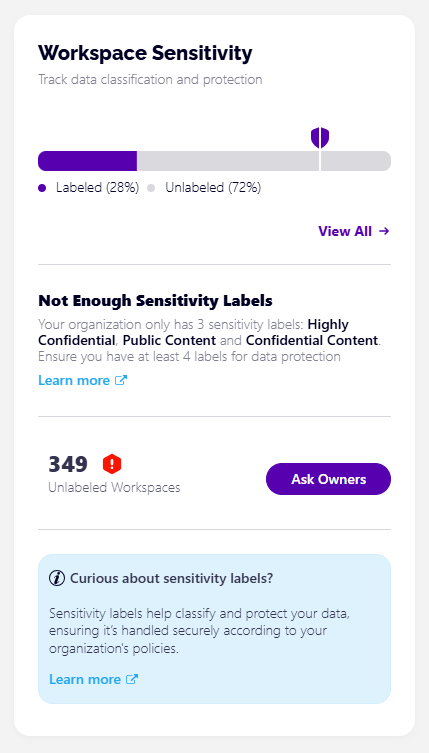 Workspace Sensitivity
Track data classification and protection
Labeled (28%) Unlabeled (72%)
View All →
Not Enough Sensitivity Labels
Your organization only has 3 sensitivity labels: Highly
Confidential, Public Content and Confidential Content.
Ensure you have at least 4 labels for data protection
Learn more
349
Unlabeled Workspaces
Ask Owners
Curious about sensitivity labels?
Sensitivity labels help classify and protect your data,
ensuring it's handled securely according to your
organization's policies.
Learn more